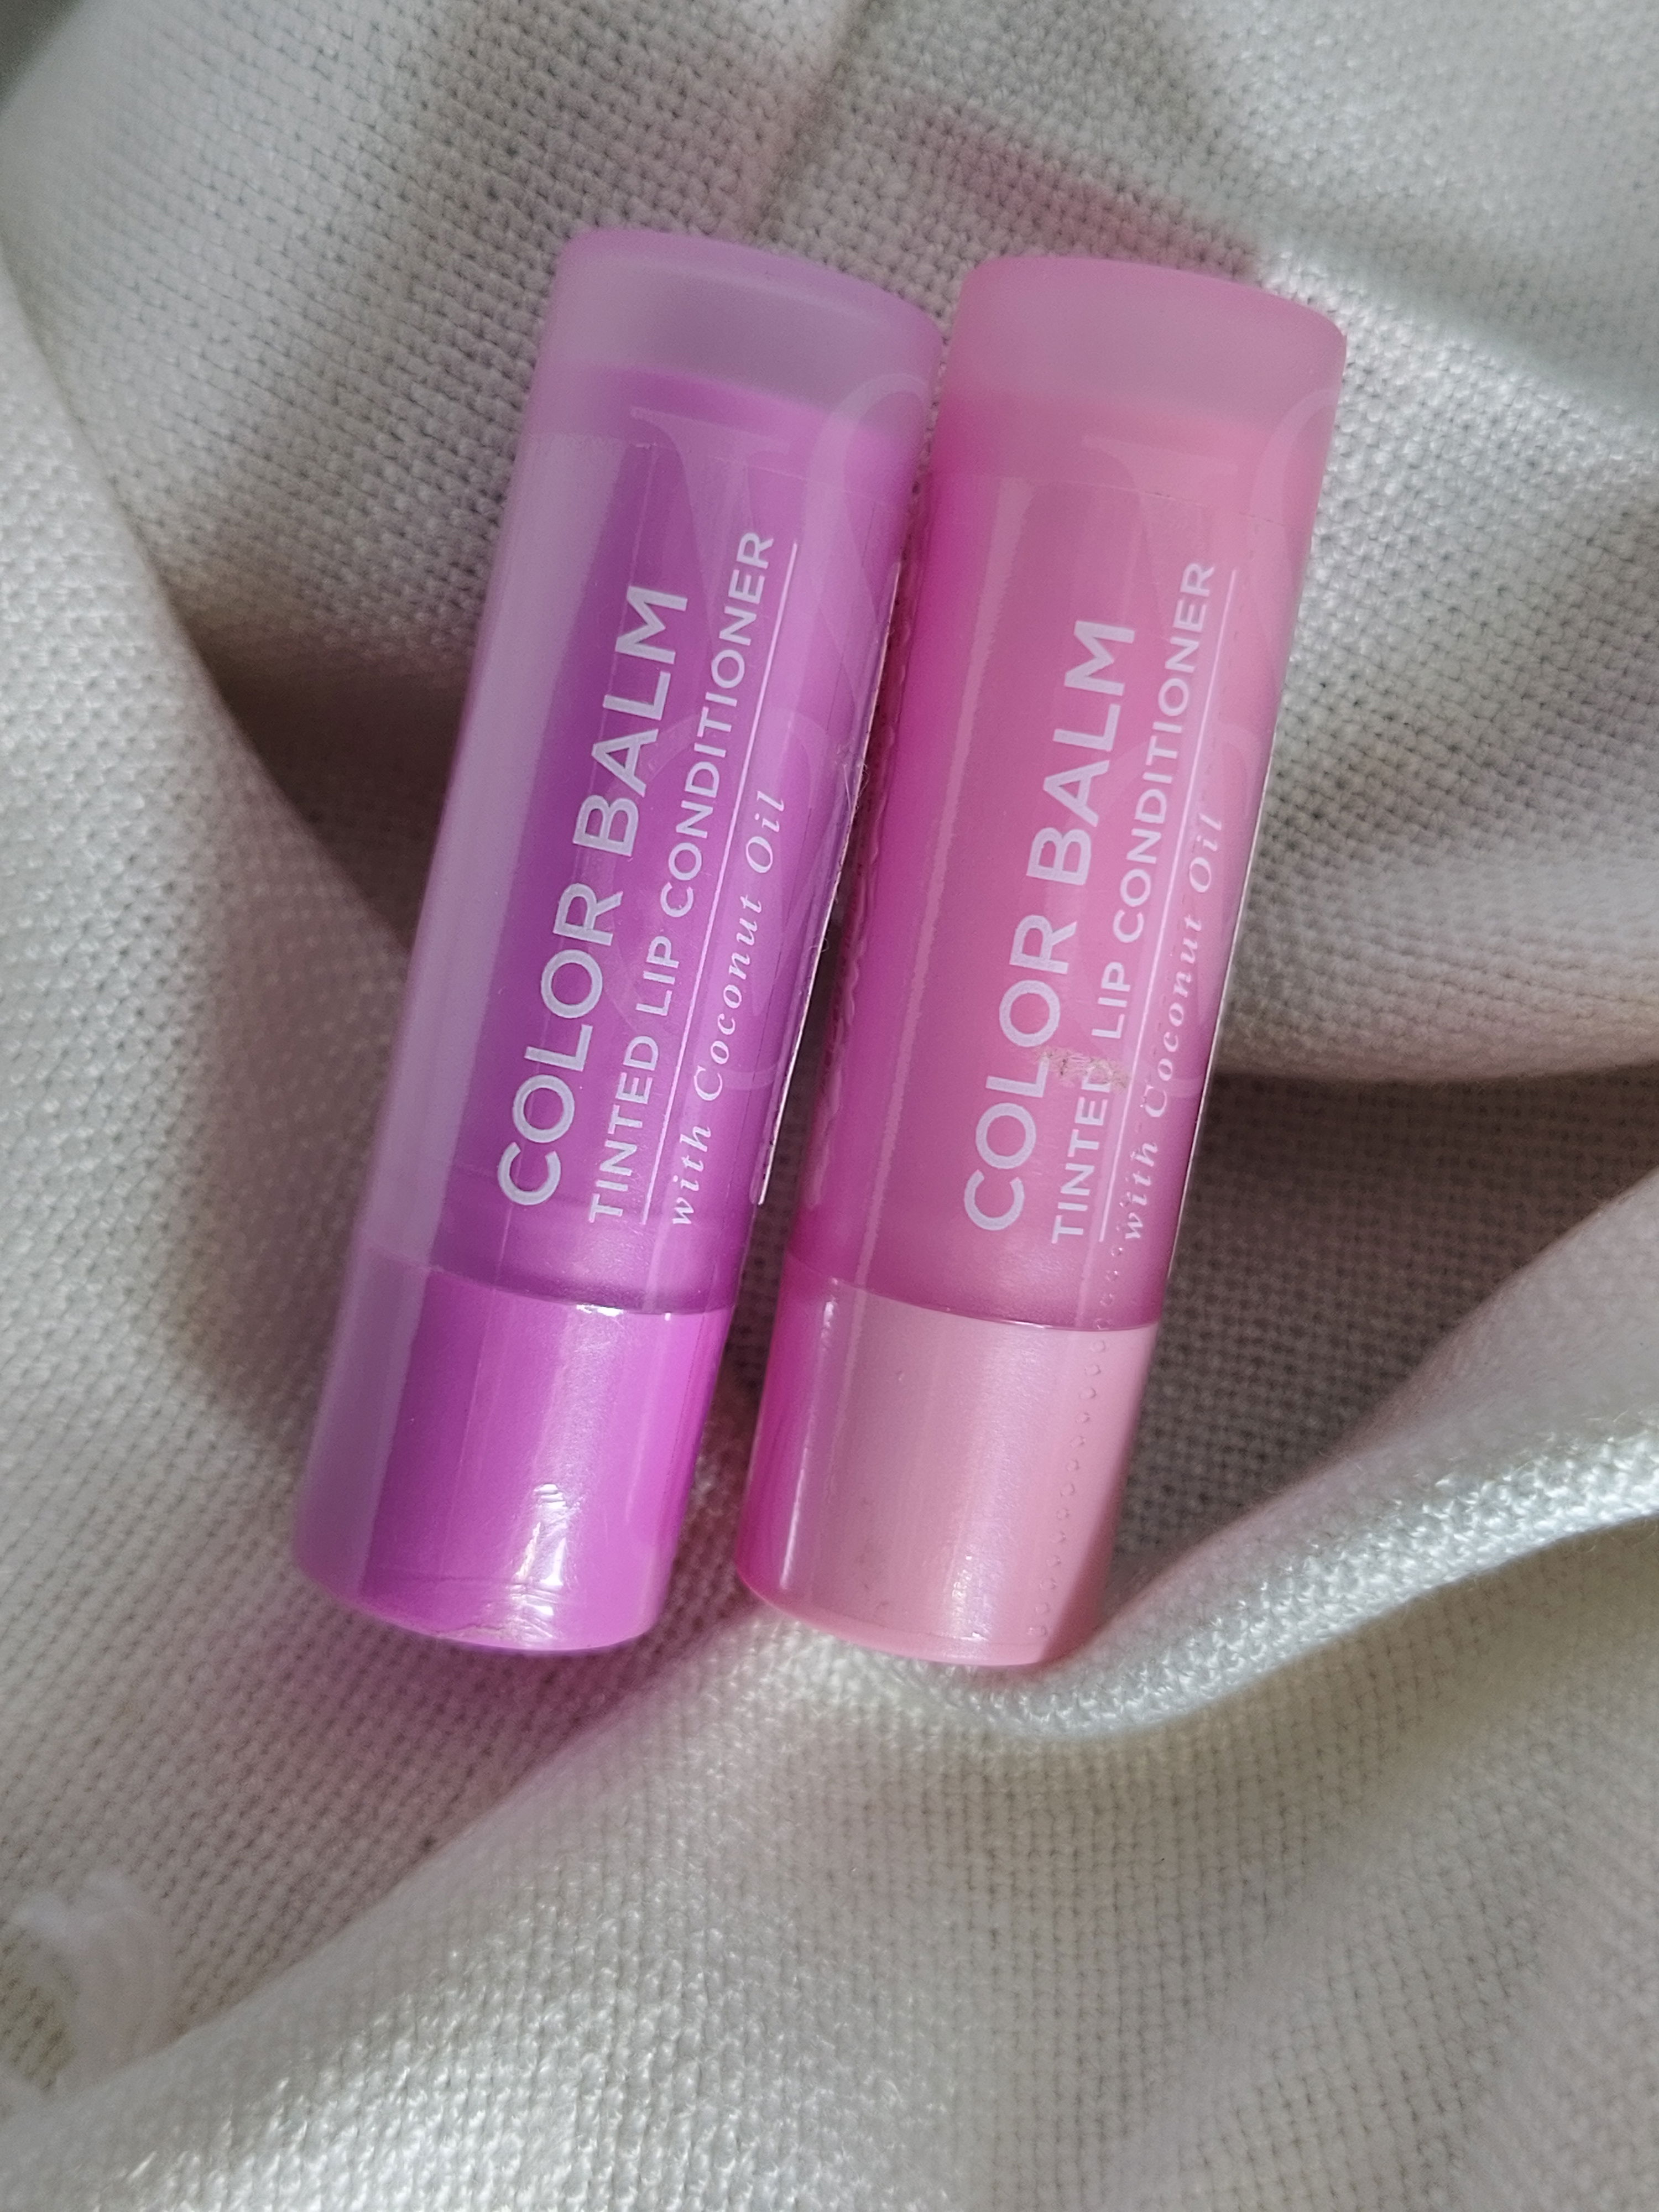 COLOR BALM
TINTED LIP CONDITIONER
with Coconut Oil
COLOR BALM
TINTED LIP CONDITIONER
with Coconut Oil